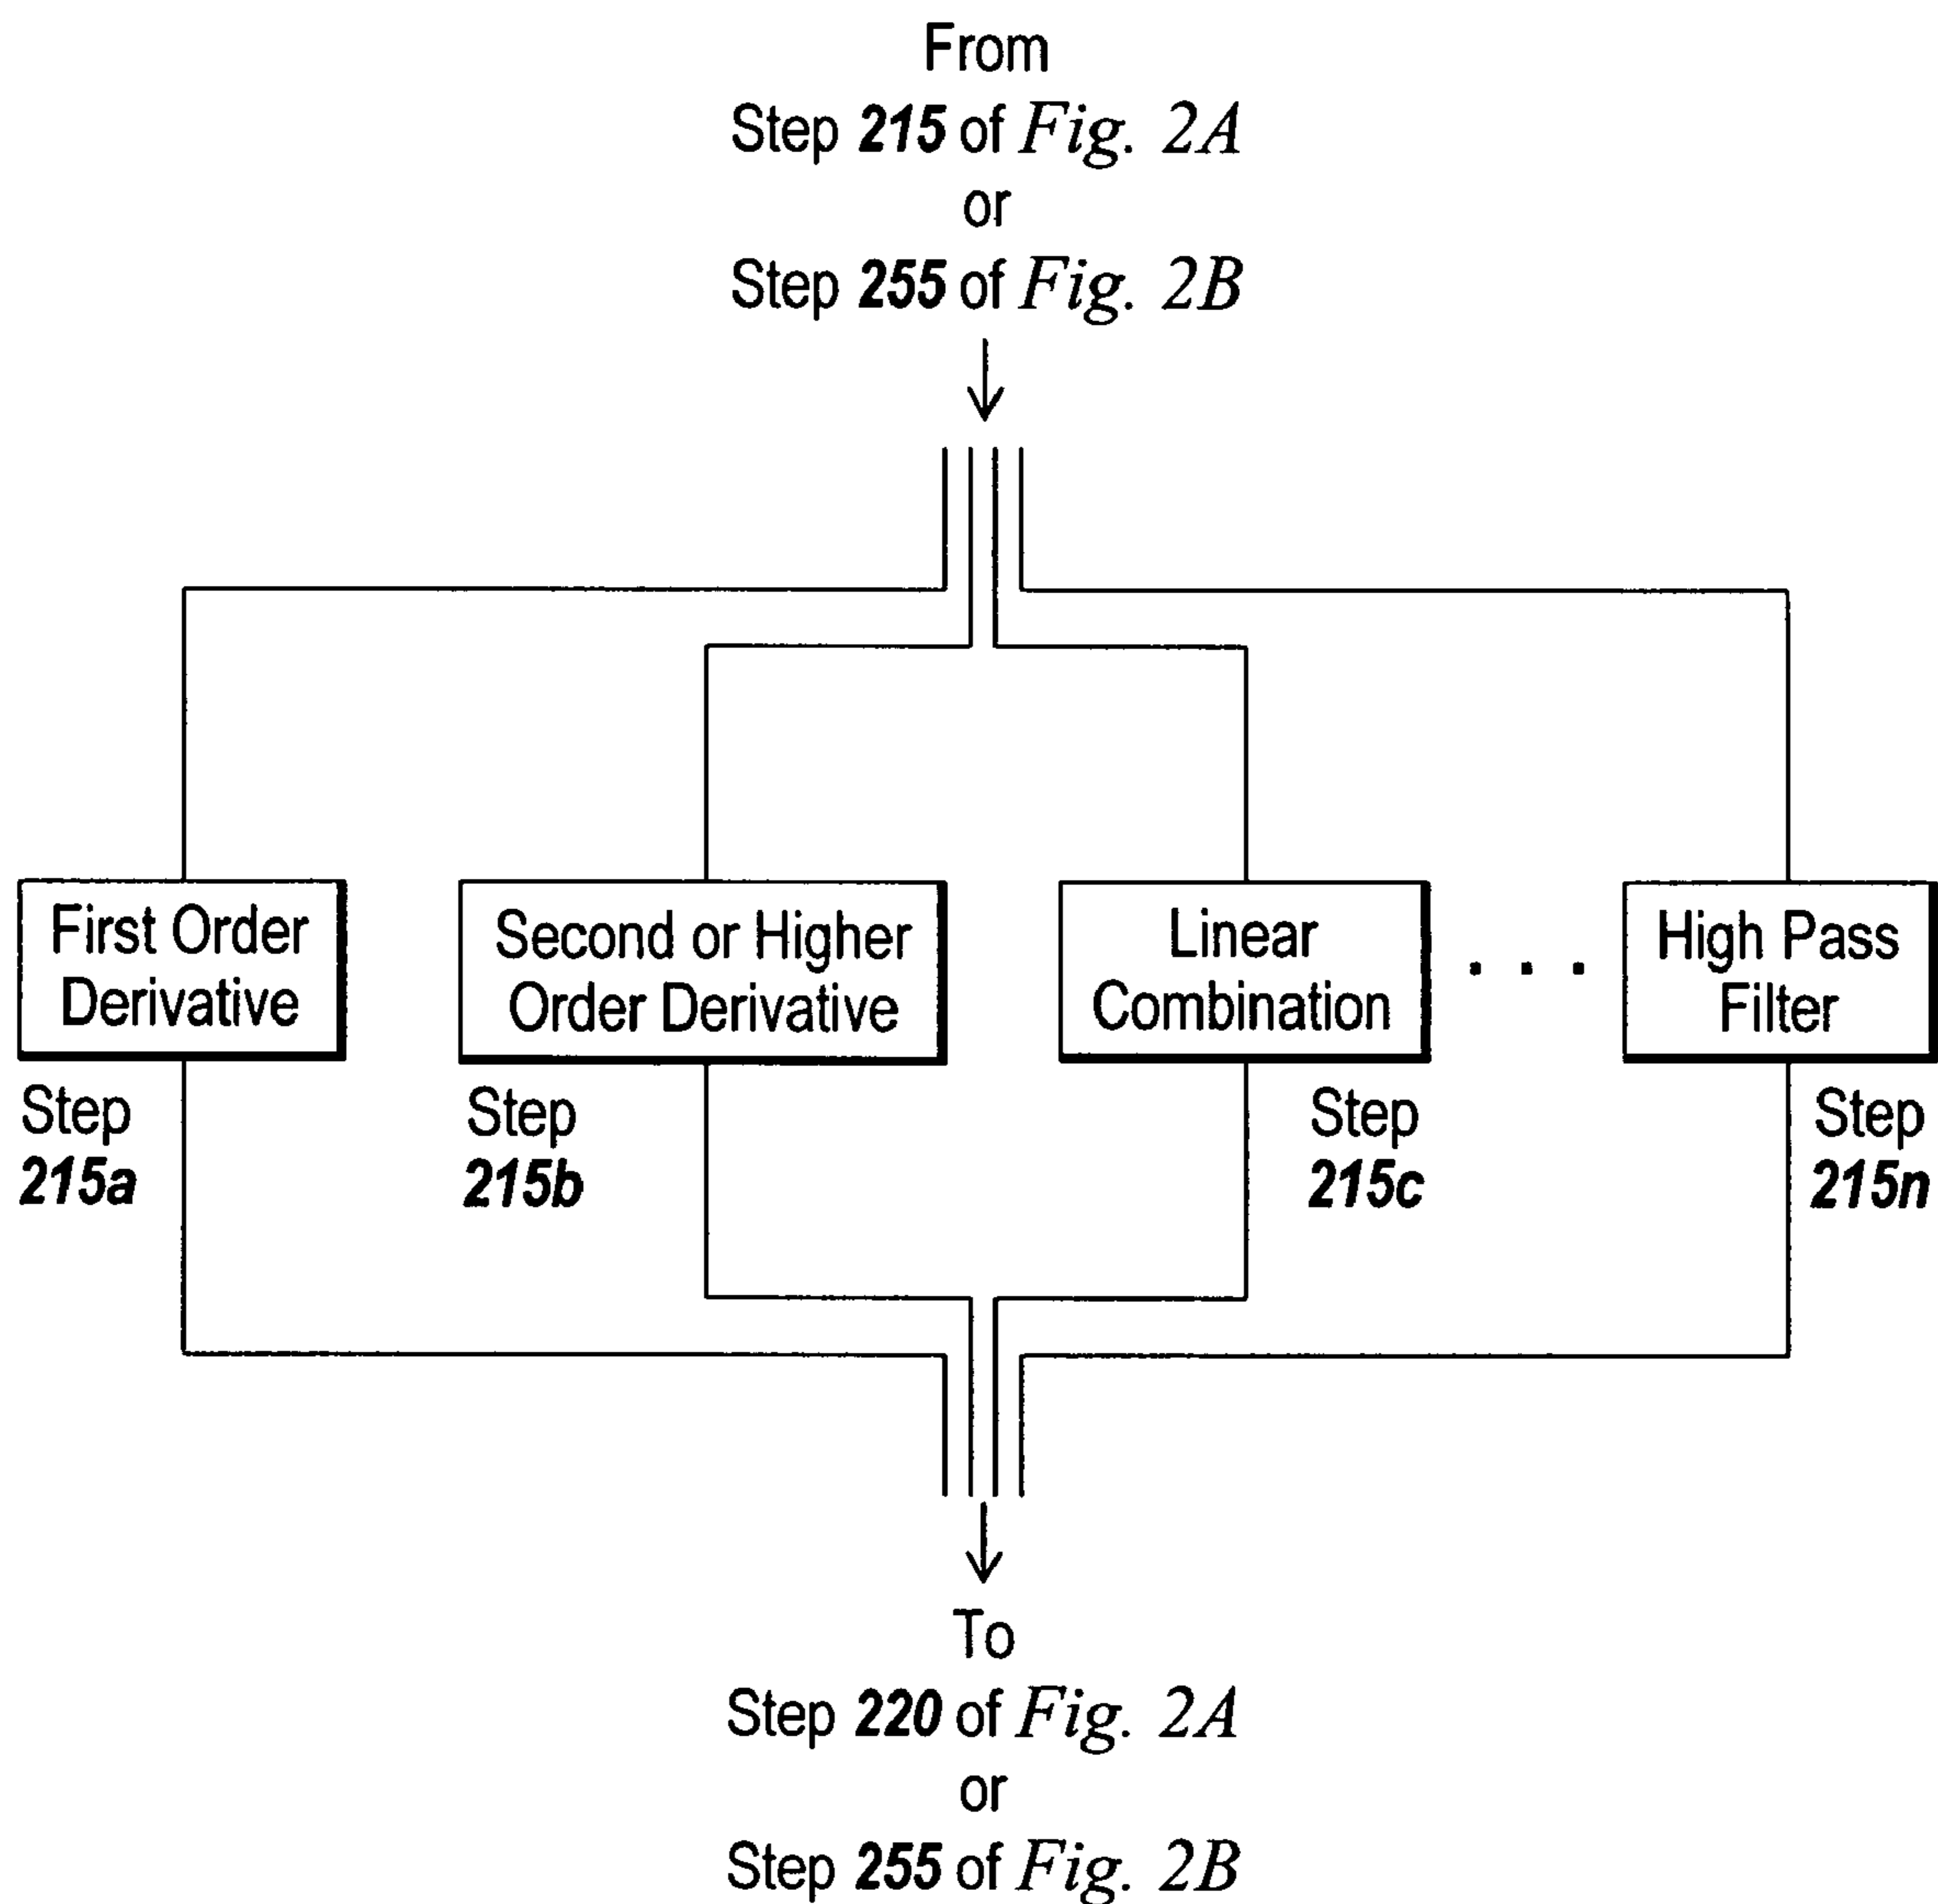 From
Step 215 of Fig. 2A
or
Step 255 of Fig. 2B
First Order
Derivative
Step
215a
Second or Higher
Order Derivative
Step
215b
Linear
Combination
Step
215c
. . .
High Pass
Filter
Step
215n
To
Step 220 of Fig. 2A
or
Step 255 of Fig. 2B